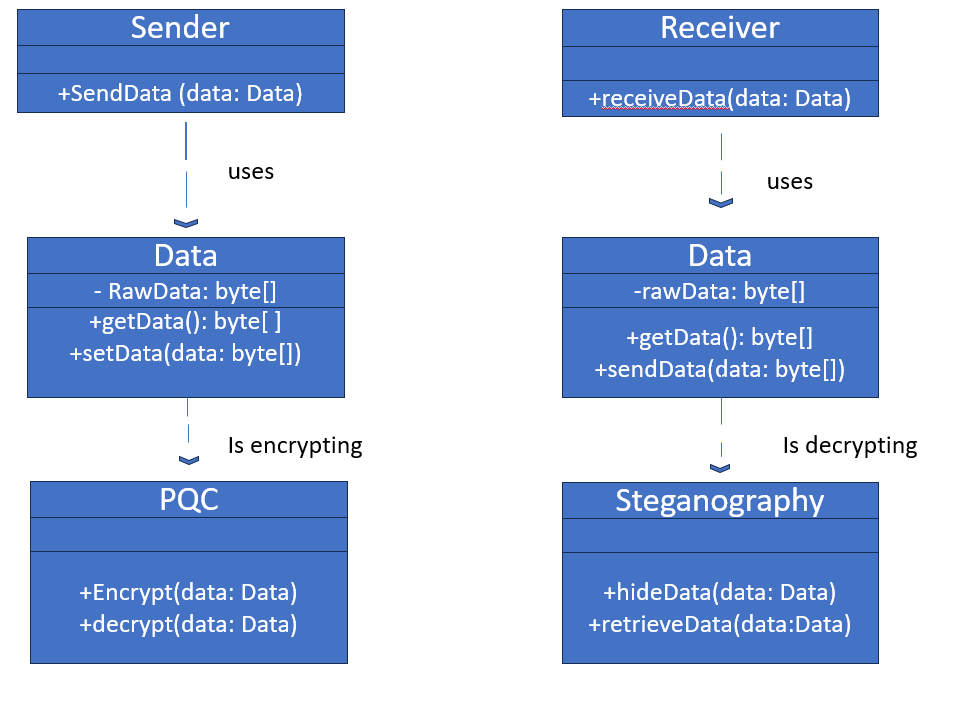 Sender
+SendData (data: Data)
uses
Data
- RawData: byte[]
+getData(): byte[ ]
+setData(data: byte[])
Is encrypting
PQC
+Encrypt(data: Data)
+decrypt(data: Data)
Receiver
+receiveData(data: Data)
uses
Data
-rawData: byte[]
+getData(): byte[]
+sendData(data: byte[])
Is decrypting
Steganography
+hideData(data: Data)
+retrieveData(data:Data)